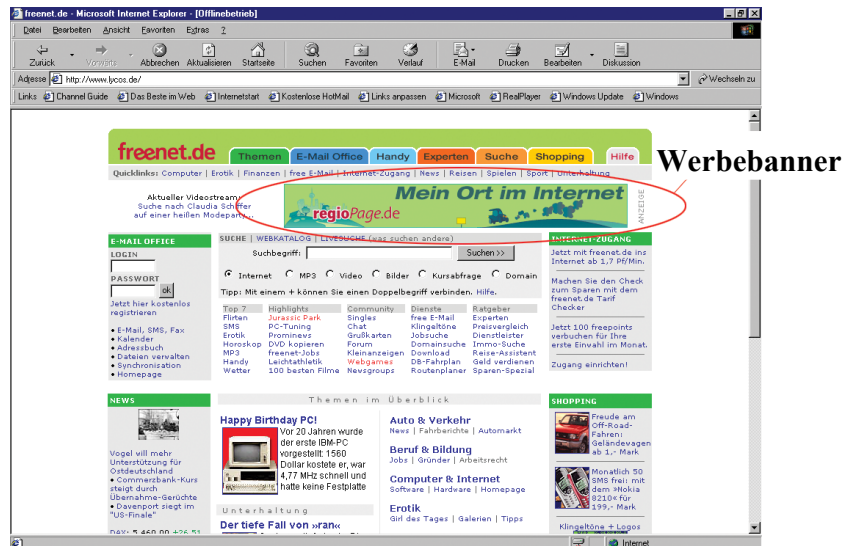 freenet.de - Microsoft Internet Explorer - [Offlinebetrieb]
Datei Bearbeiten Ansicht Favoriten Extras ?
Zurück Vorwärts Abbrechen Aktualisieren Startseite Suchen Favoriten Verlauf E-Mail Drucken Bearbeiten Diskussion
Adresse http://www.lycos.de/ Wechseln zu
Links Channel Guide Das Beste im Web Internetstart Kostenlose HotMail Links anpassen Microsoft RealPlayer Windows Update Windows
freenet.de Themen E-Mail Office Handy Experten Suche Shopping Hilfe
Quicklinks: Computer | Erotik | Finanzen | free E-Mail | Internet-Zugang | News | Reisen | Spielen | Sport | Unterhaltung
Werbebanner
Aktueller Videostream:
Suche nach Claudia Schiffer
auf einer heißen Modeparty...
Mein Ort im Internet
regioPage.de
ANZEIGE
E-MAIL OFFICE
LOGIN
PASSWORT
ok
Jetzt hier kostenlos
registrieren
• E-Mail, SMS, Fax
• Kalender
• Adressbuch
• Dateien verwalten
• Synchronisation
• Homepage
SUCHE | WEBKATALOG | LIVESUCHE (was suchen andere)
Suchbegriff: Suchen >>
Internet MP3 Video Bilder Kursabfrage Domain
Tipp: Mit einem + können Sie einen Doppelbegriff verbinden. Hilfe.
Top 7 Highlights Community Dienste Ratgeber
Flirten Jurassic Park Singles free E-Mail Experten
SMS PC-Tuning Chat Klingeltöne Preisvergleich
Erotik Prominews Grußkarten Jobsuche Dienstleister
Horoskop DVD kopieren Forum Domainsuche Immo-Suche
MP3 freenet-Jobs Kleinanzeigen Download Reise-Assistent
Handy Leichtathletik Webgames DB-Fahrplan Geld verdienen
Wetter 100 besten Filme Newsgroups Routenplaner Sparen-Spezial
INTERNET-ZUGANG
Jetzt mit freenet.de ins
Internet ab 1,7 Pf/Min.
Machen Sie den Check
zum Sparen mit dem
freenet.de Tarif
Checker
Jetzt 100 freepoints
verbuchen für Ihre
erste Einwahl im Monat.
Zugang einrichten!
NEWS
Vogel will mehr
Unterstützung für
Ostdeutschland
• Commerzbank-Kurs
steigt durch
Übernahme-Gerüchte
• Davenport siegt im
"US-Finale"
DAX: 5.460,00 +26,51
Themen im Überblick
Happy Birthday PC!
Vor 20 Jahren wurde
der erste IBM-PC
vorgestellt: 1560
Dollar kostete er, war
4,77 MHz schnell und
hatte keine Festplatte
Unterhaltung
Der tiefe Fall von »ran«
Auto & Verkehr
News | Fahrberichte | Automarkt
Beruf & Bildung
Jobs | Gründer | Arbeitsrecht
Computer & Internet
Software | Hardware | Homepage
Erotik
Girl des Tages | Galerien | Tipps
SHOPPING
Freude am
Off-Road-
Fahren:
Geländewagen
ab 1,- Mark
Monatlich 50
SMS frei: mit
dem »Nokia
8210« für
199,- Mark
Klingeltöne + Logos
Internet